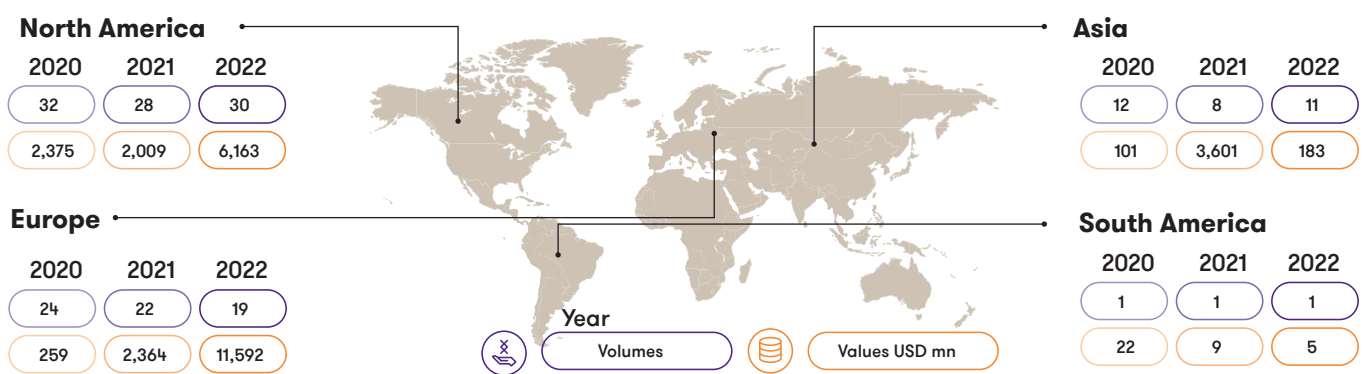 North America
2020 2021 2022
32 28 30
2,375 2,009 6,163
Asia
2020 2021 2022
12 8 11
101 3,601 183
Europe
2020 2021 2022
24 22 19
259 2,364 11,592
South America
2020 2021 2022
1 1 1
22 9 5
Year
Volumes
Values USD mn